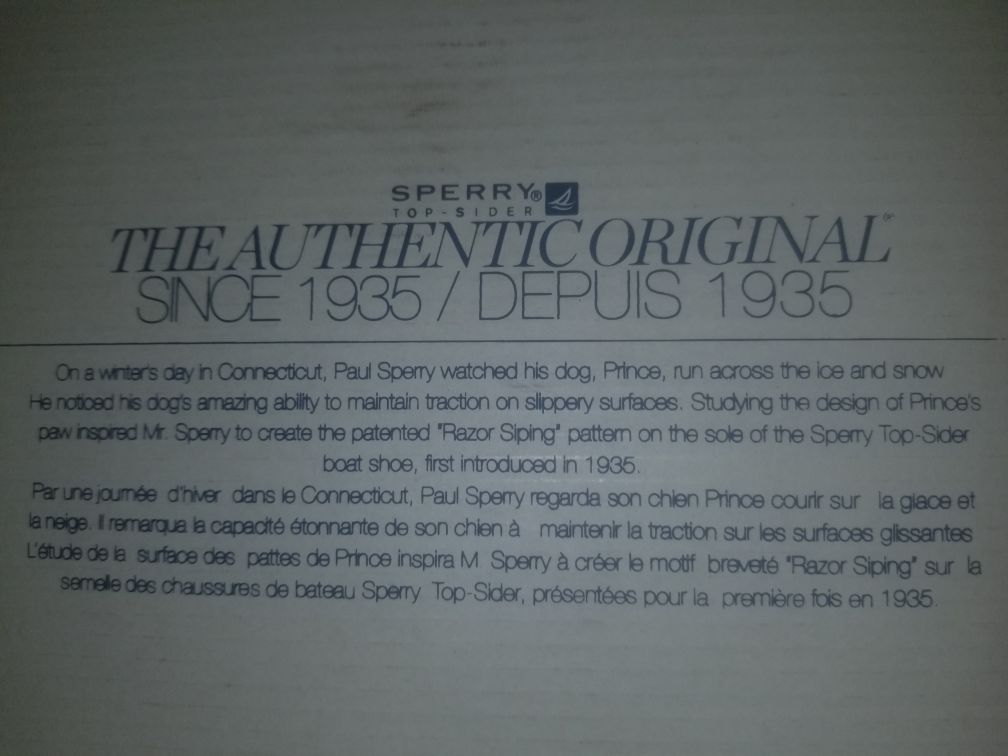 SPERRY®
TOP-SIDER
THE AUTHENTIC ORIGINAL
SINCE 1935 / DEPUIS 1935
On a winter's day in Connecticut, Paul Sperry watched his dog, Prince, run across the ice and snow
He noticed his dog's amazing ability to maintain traction on slippery surfaces. Studying the design of Prince's
paw inspired Mr. Sperry to create the patented "Razor Siping" pattern on the sole of the Sperry Top-Sider
boat shoe, first introduced in 1935.
Par une journée d'hiver dans le Connecticut, Paul Sperry regarda son chien Prince courir sur la glace et
la neige. Il remarqua la capacité étonnante de son chien à maintenir la traction sur les surfaces glissantes
L'étude de la surface des pattes de Prince inspira M Sperry à créer le motif breveté "Razor Siping" sur la
semelle des chaussures de bateau Sperry Top-Sider, présentées pour la première fois en 1935.